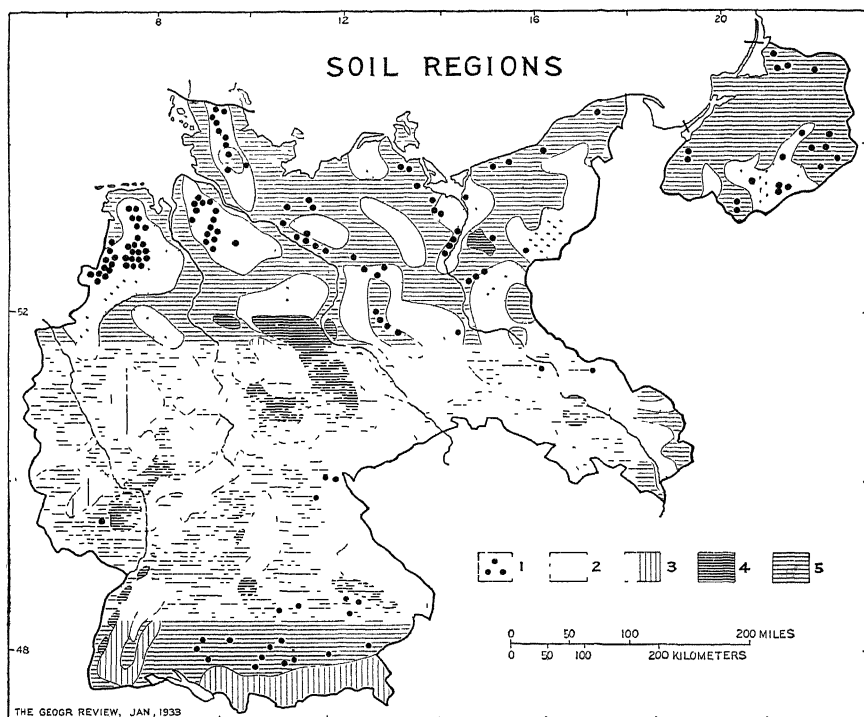 8 12 16 20
SOIL REGIONS
52
1 2 3 4 5
0 50 100 200 MILES
0 50 100 200 KILOMETERS
48
THE GEOGR REVIEW, JAN, 1933